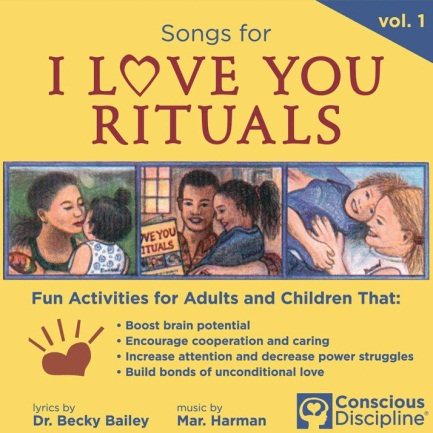 vol. 1
Songs for
I LOVE YOU
RITUALS
VE YOU
RITUALS
Fun Activities for Adults and Children That:
• Boost brain potential
• Encourage cooperation and caring
• Increase attention and decrease power struggles
• Build bonds of unconditional love
lyrics by
Dr. Becky Bailey
music by
Mar. Harman
Conscious
Discipline®